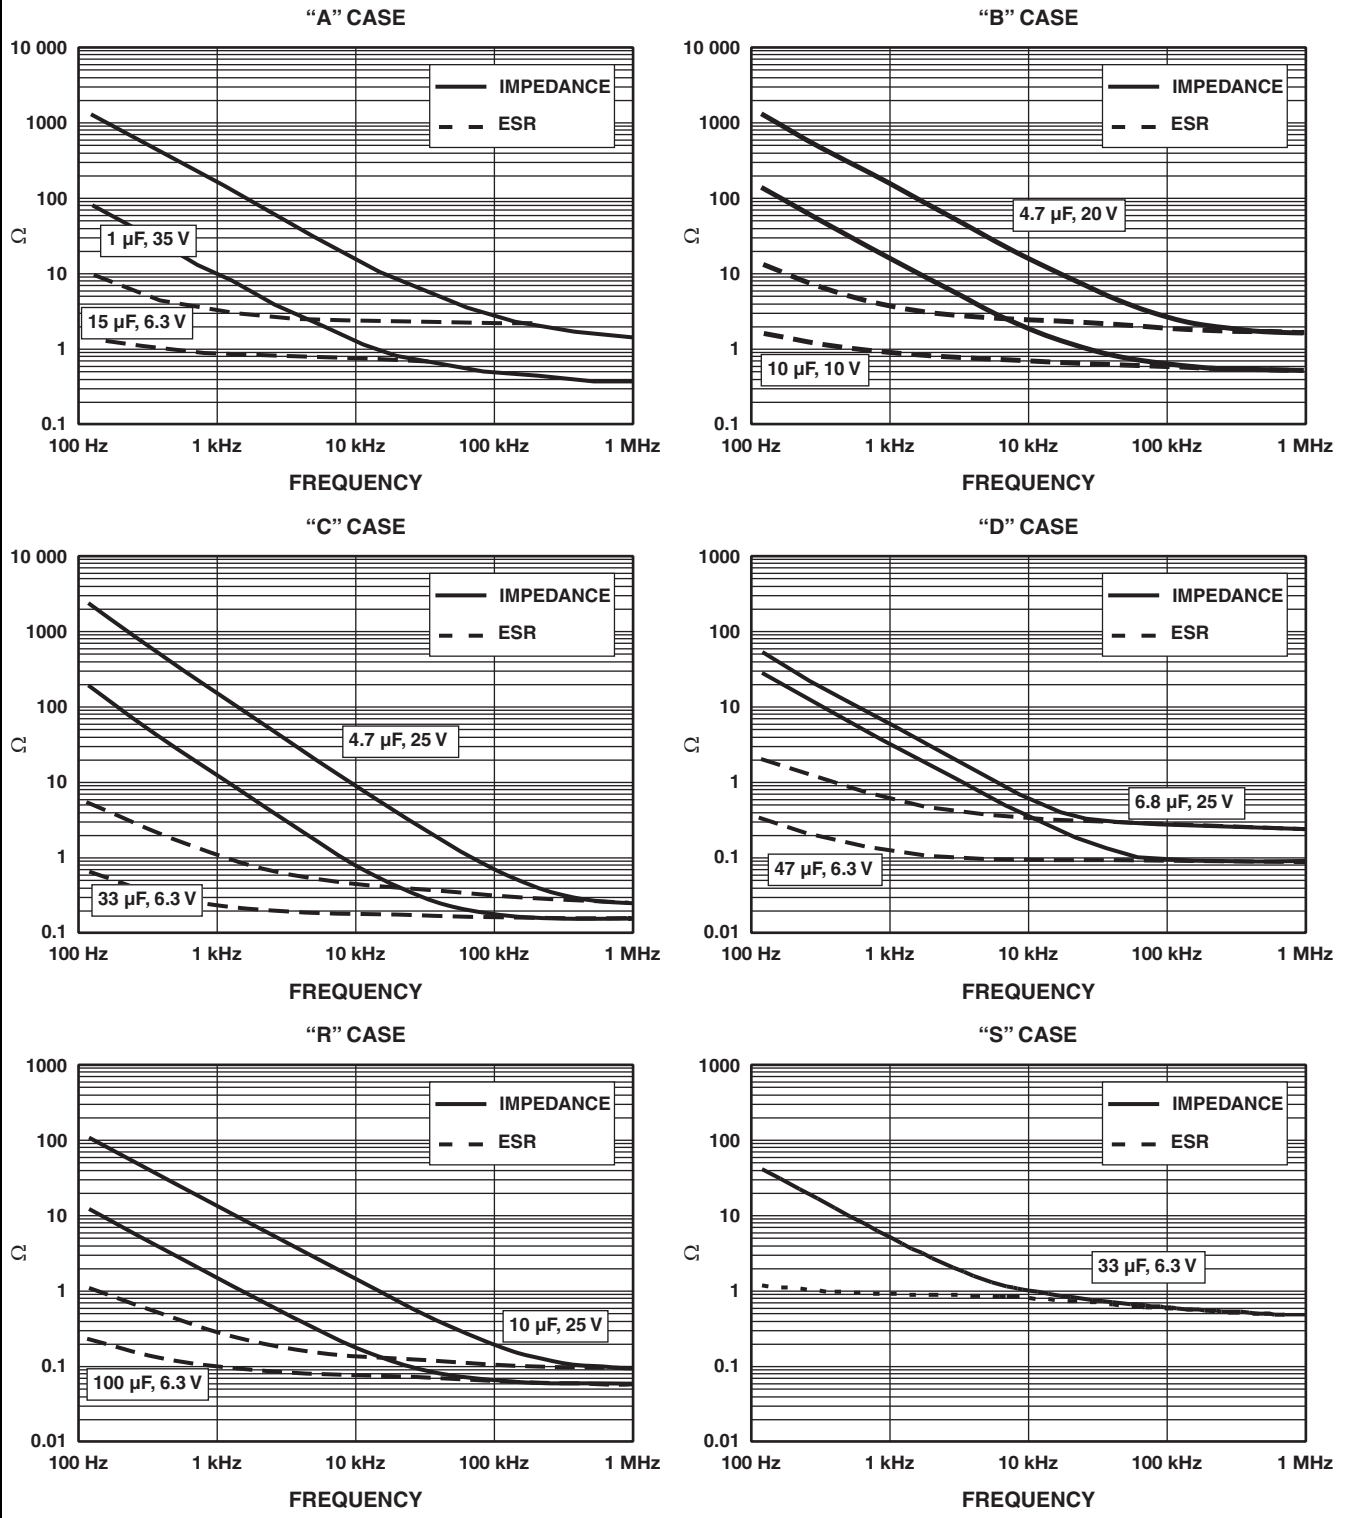 “A” CASE
10 000
1000
100
10
1
0.1
Ω
IMPEDANCE
ESR
1 µF, 35 V
15 µF, 6.3 V
100 Hz 1 kHz 10 kHz 100 kHz 1 MHz
FREQUENCY
“B” CASE
10 000
1000
100
10
1
0.1
Ω
IMPEDANCE
ESR
4.7 µF, 20 V
10 µF, 10 V
100 Hz 1 kHz 10 kHz 100 kHz 1 MHz
FREQUENCY
“C” CASE
10 000
1000
100
10
1
0.1
Ω
IMPEDANCE
ESR
4.7 µF, 25 V
33 µF, 6.3 V
100 Hz 1 kHz 10 kHz 100 kHz 1 MHz
FREQUENCY
“D” CASE
1000
100
10
1
0.1
0.01
Ω
IMPEDANCE
ESR
6.8 µF, 25 V
47 µF, 6.3 V
100 Hz 1 kHz 10 kHz 100 kHz 1 MHz
FREQUENCY
“R” CASE
1000
100
10
1
0.1
0.01
Ω
IMPEDANCE
ESR
10 µF, 25 V
100 µF, 6.3 V
100 Hz 1 kHz 10 kHz 100 kHz 1 MHz
FREQUENCY
“S” CASE
1000
100
10
1
0.1
0.01
Ω
IMPEDANCE
ESR
33 µF, 6.3 V
100 Hz 1 kHz 10 kHz 100 kHz 1 MHz
FREQUENCY